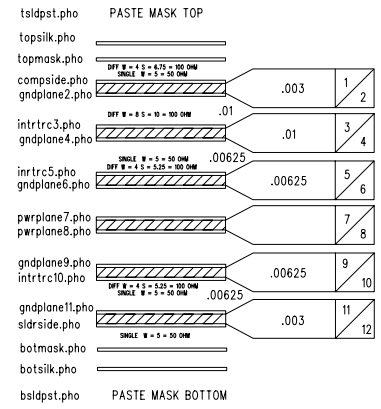 tsldpst.pho PASTE MASK TOP
topsilk.pho
topmask.pho
DIFF W = 4 S = 6.75 = 100 OHM
SINGLE W = 5 = 50 OHM
compside.pho
gndplane2.pho
.003
1
2
.01
DIFF W = 8 S = 10 = 100 OHM
intrtrc3.pho
gndplane4.pho
.01
3
4
.00625
SINGLE W = 5 = 50 OHM
DIFF W = 4 S = 5.25 = 100 OHM
inrtrc5.pho
gndplane6.pho
.00625
5
6
pwrplane7.pho
pwrplane8.pho
7
8
gndplane9.pho
intrtrc10.pho
.00625
9
10
DIFF W = 4 S = 5.25 = 100 OHM
SINGLE W = 5 = 50 OHM
.00625
gndplane11.pho
sldrside.pho
.003
11
12
SINGLE W = 5 = 50 OHM
botmask.pho
botsilk.pho
bsldpst.pho PASTE MASK BOTTOM